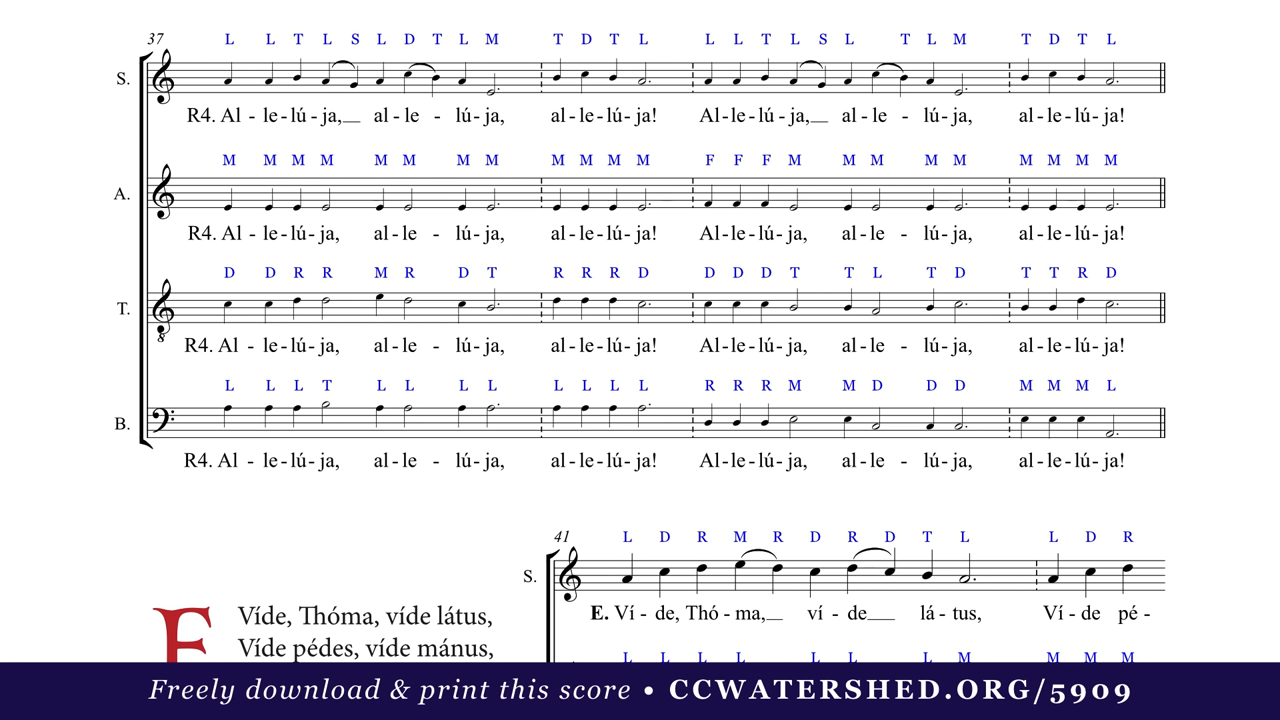 37 L L T L S L D T L M T D T L L L T L S L T L M T D T L
S.
R4. Al - le - lú - ja, al - le - lú - ja, al - le - lú - ja! Al - le - lú - ja, al - le - lú - ja, al - le - lú - ja!
M M M M M M M M M M M M F F F M M M M M M M M M
A.
R4. Al - le - lú - ja, al - le - lú - ja, al - le - lú - ja! Al - le - lú - ja, al - le - lú - ja, al - le - lú - ja!
D D R R M R D T R R R D D D D T T L T D T T R D
T.
8
R4. Al - le - lú - ja, al - le - lú - ja, al - le - lú - ja! Al - le - lú - ja, al - le - lú - ja, al - le - lú - ja!
L L L T L L L L L L L L R R R M M D D D M M M L
B.
R4. Al - le - lú - ja, al - le - lú - ja, al - le - lú - ja! Al - le - lú - ja, al - le - lú - ja, al - le - lú - ja!
41 L D R M R D R D T L L D R
S.
E. Ví - de, Thó - ma, ví - de lá - tus, Ví - de pé -
L L L L L L L M M M M
E
Víde, Thóma, víde látus,
Víde pédes, víde mánus,
Freely download & print this score • CCWATERSHED.ORG/5909